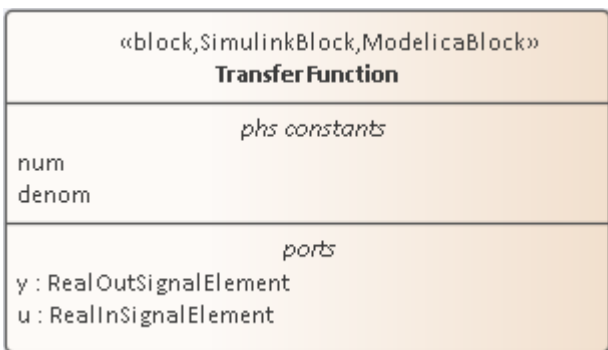 «block,SimulinkBlock,ModelicaBlock»
TransferFunction
phs constants
num
denom
ports
y : RealOutSignalElement
u : RealInSignalElement